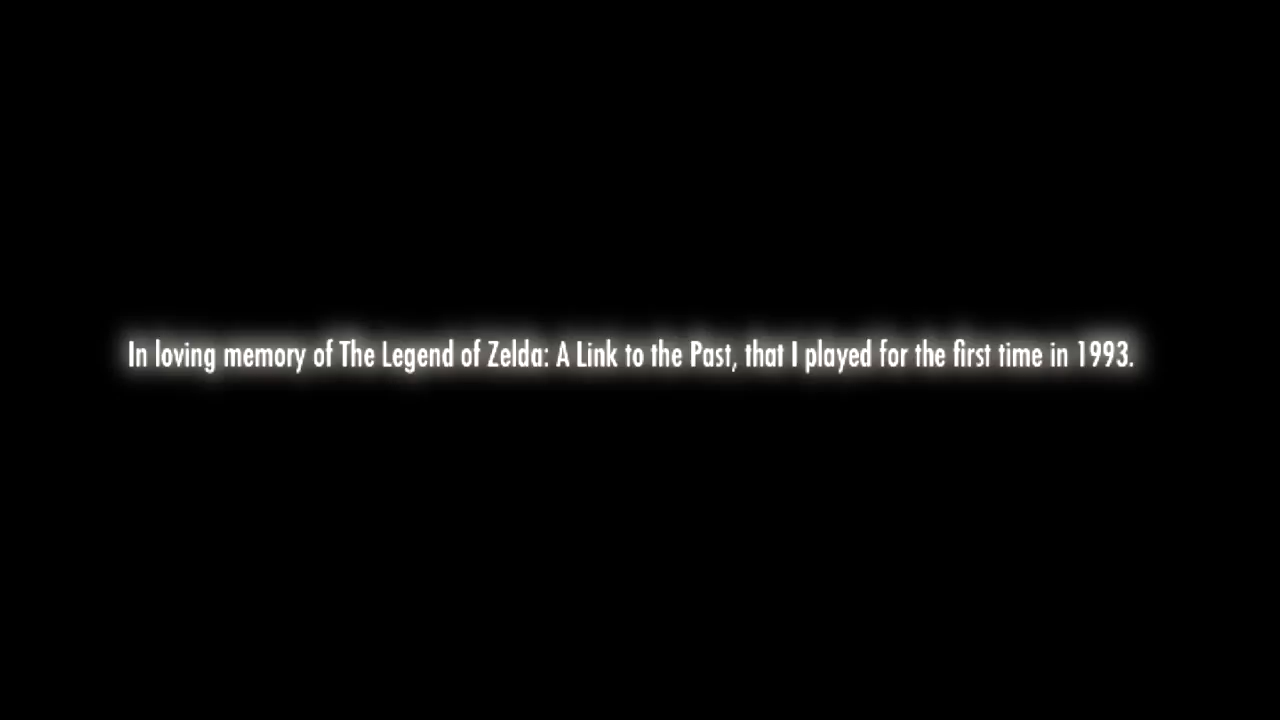 In loving memory of The Legend of Zelda: A Link to the Past, that I played for the first time in 1993.